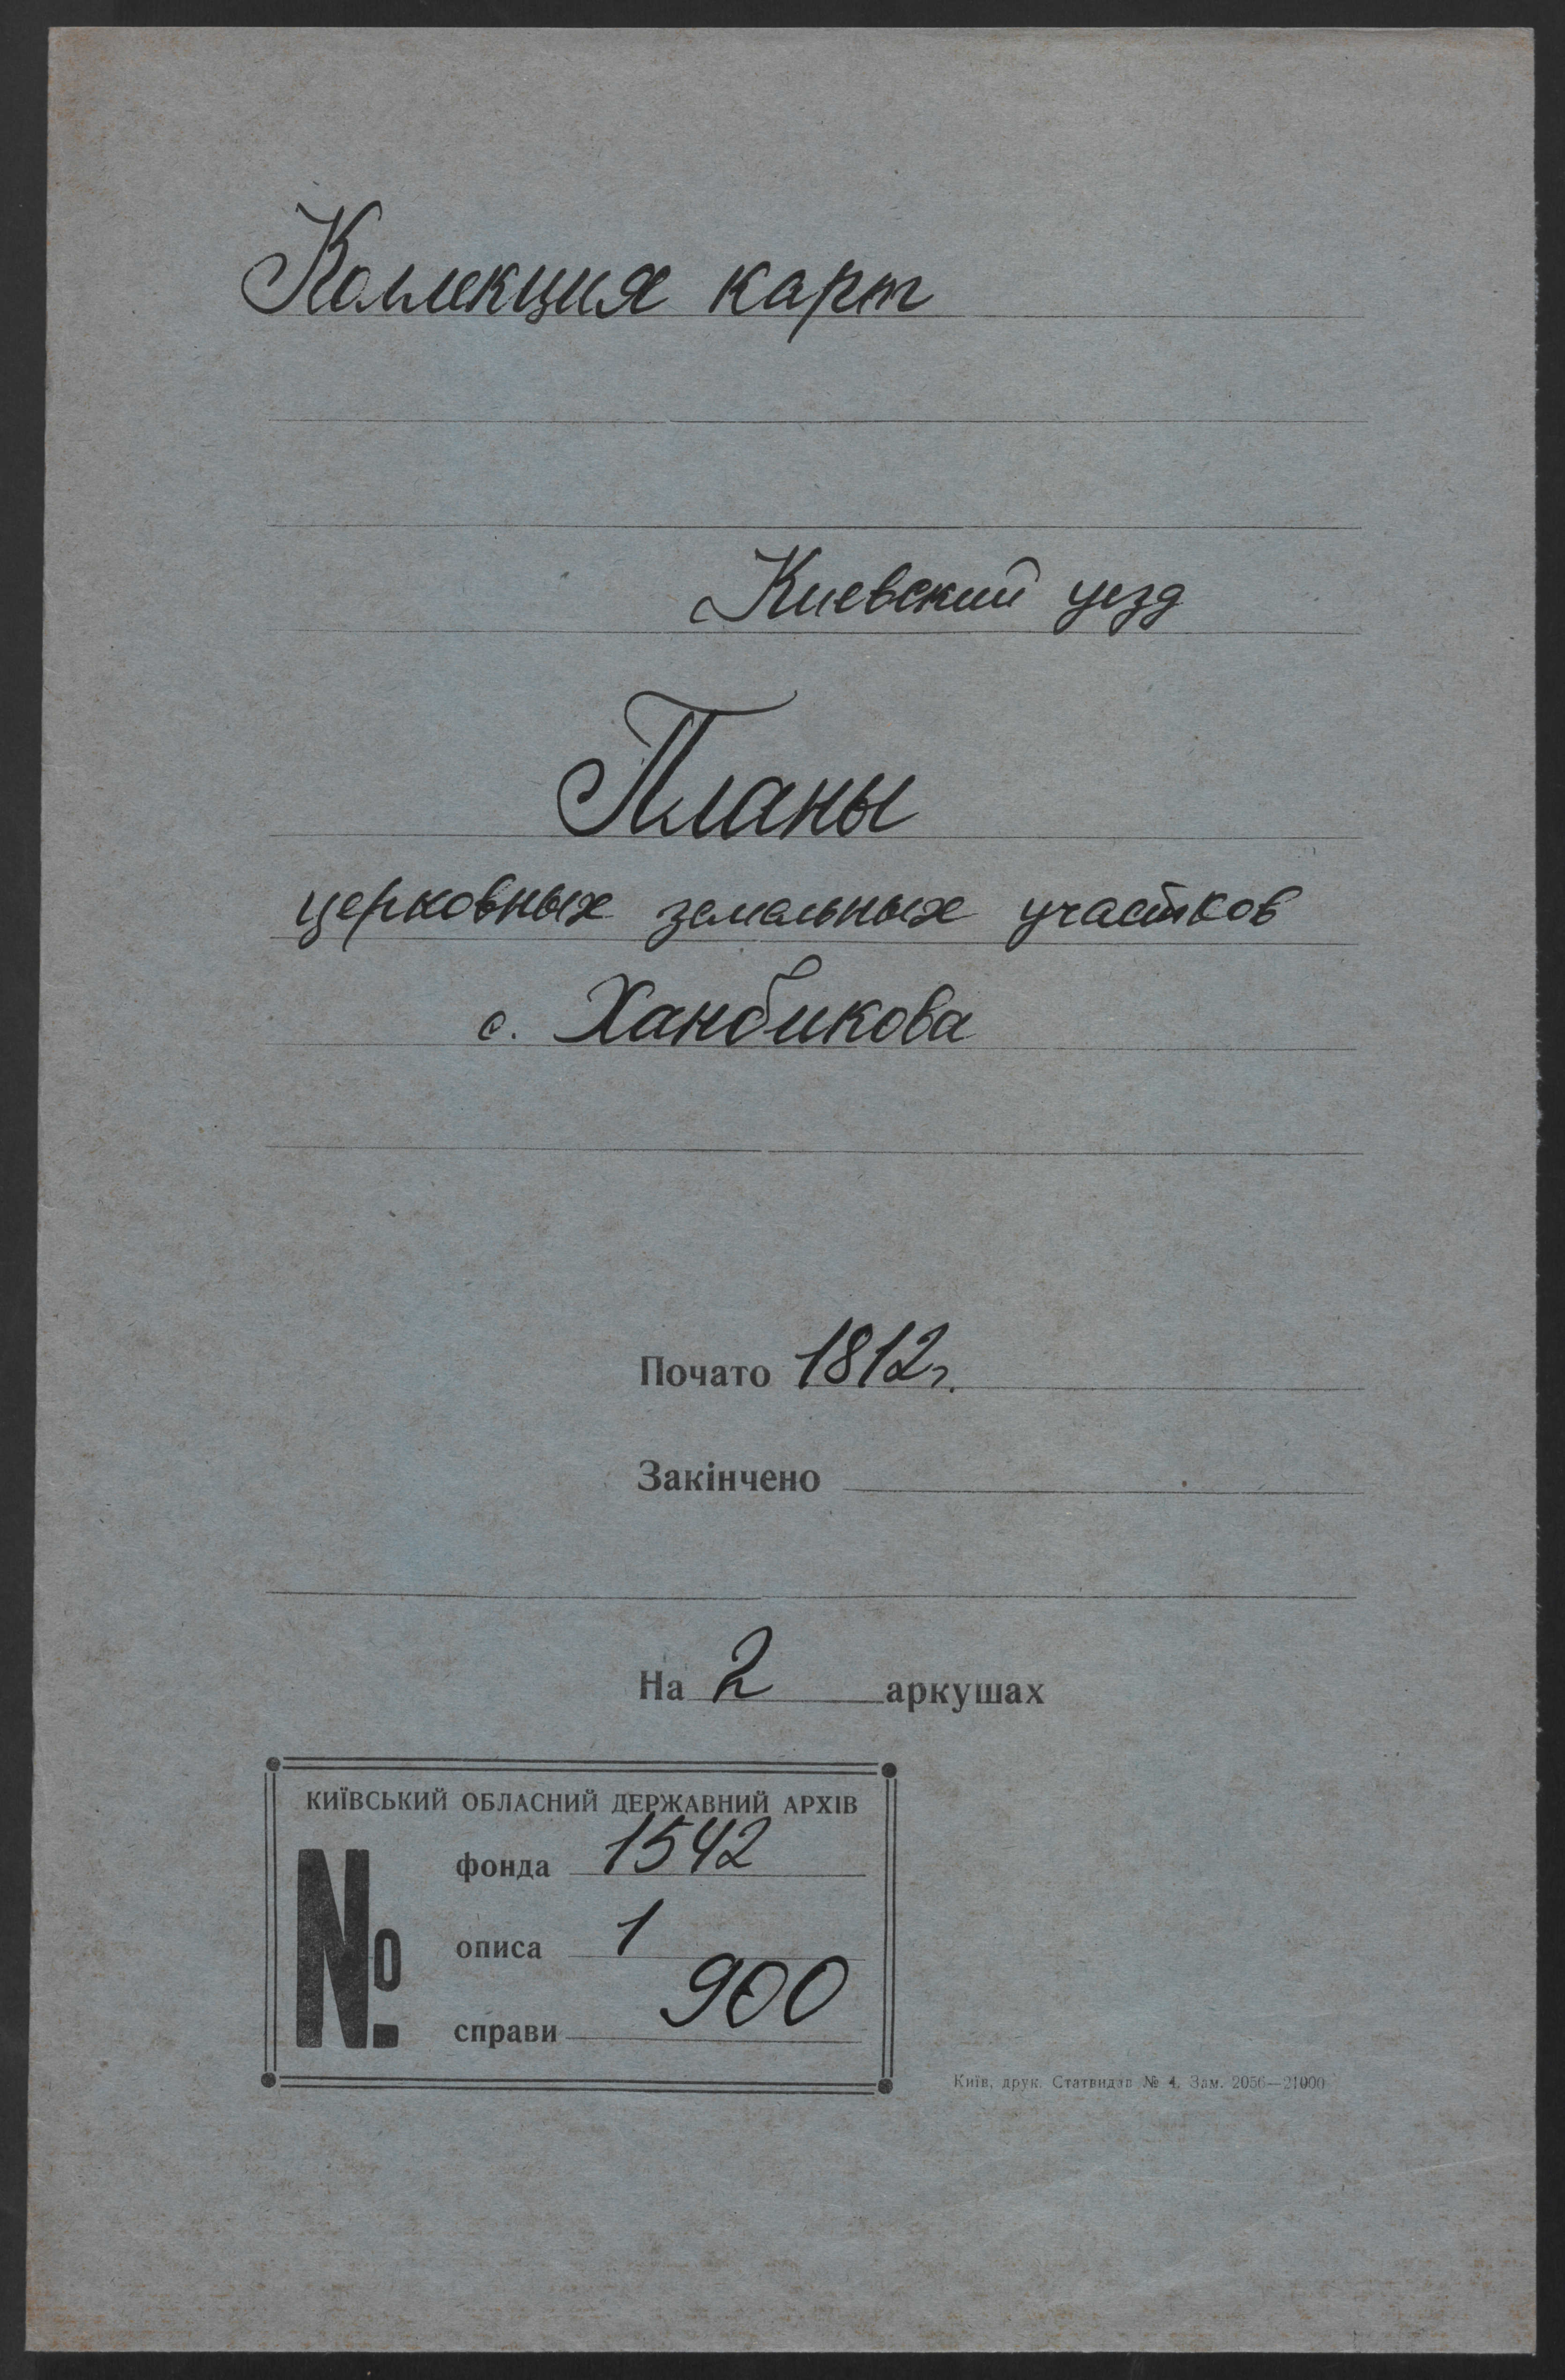 Коллекция карт
Киевский уезд
Планы
церковных земельных участков
с. Ханбикова
Почато 1812г.
Закінчено
На 2 аркушах
КИЇВСЬКИЙ ОБЛАСНИЙ ДЕРЖАВНИЙ АРХІВ
№
фонда 1542
описа 1
справи 900
Київ, друк. Статвидав № 4. Зам. 2056—21000